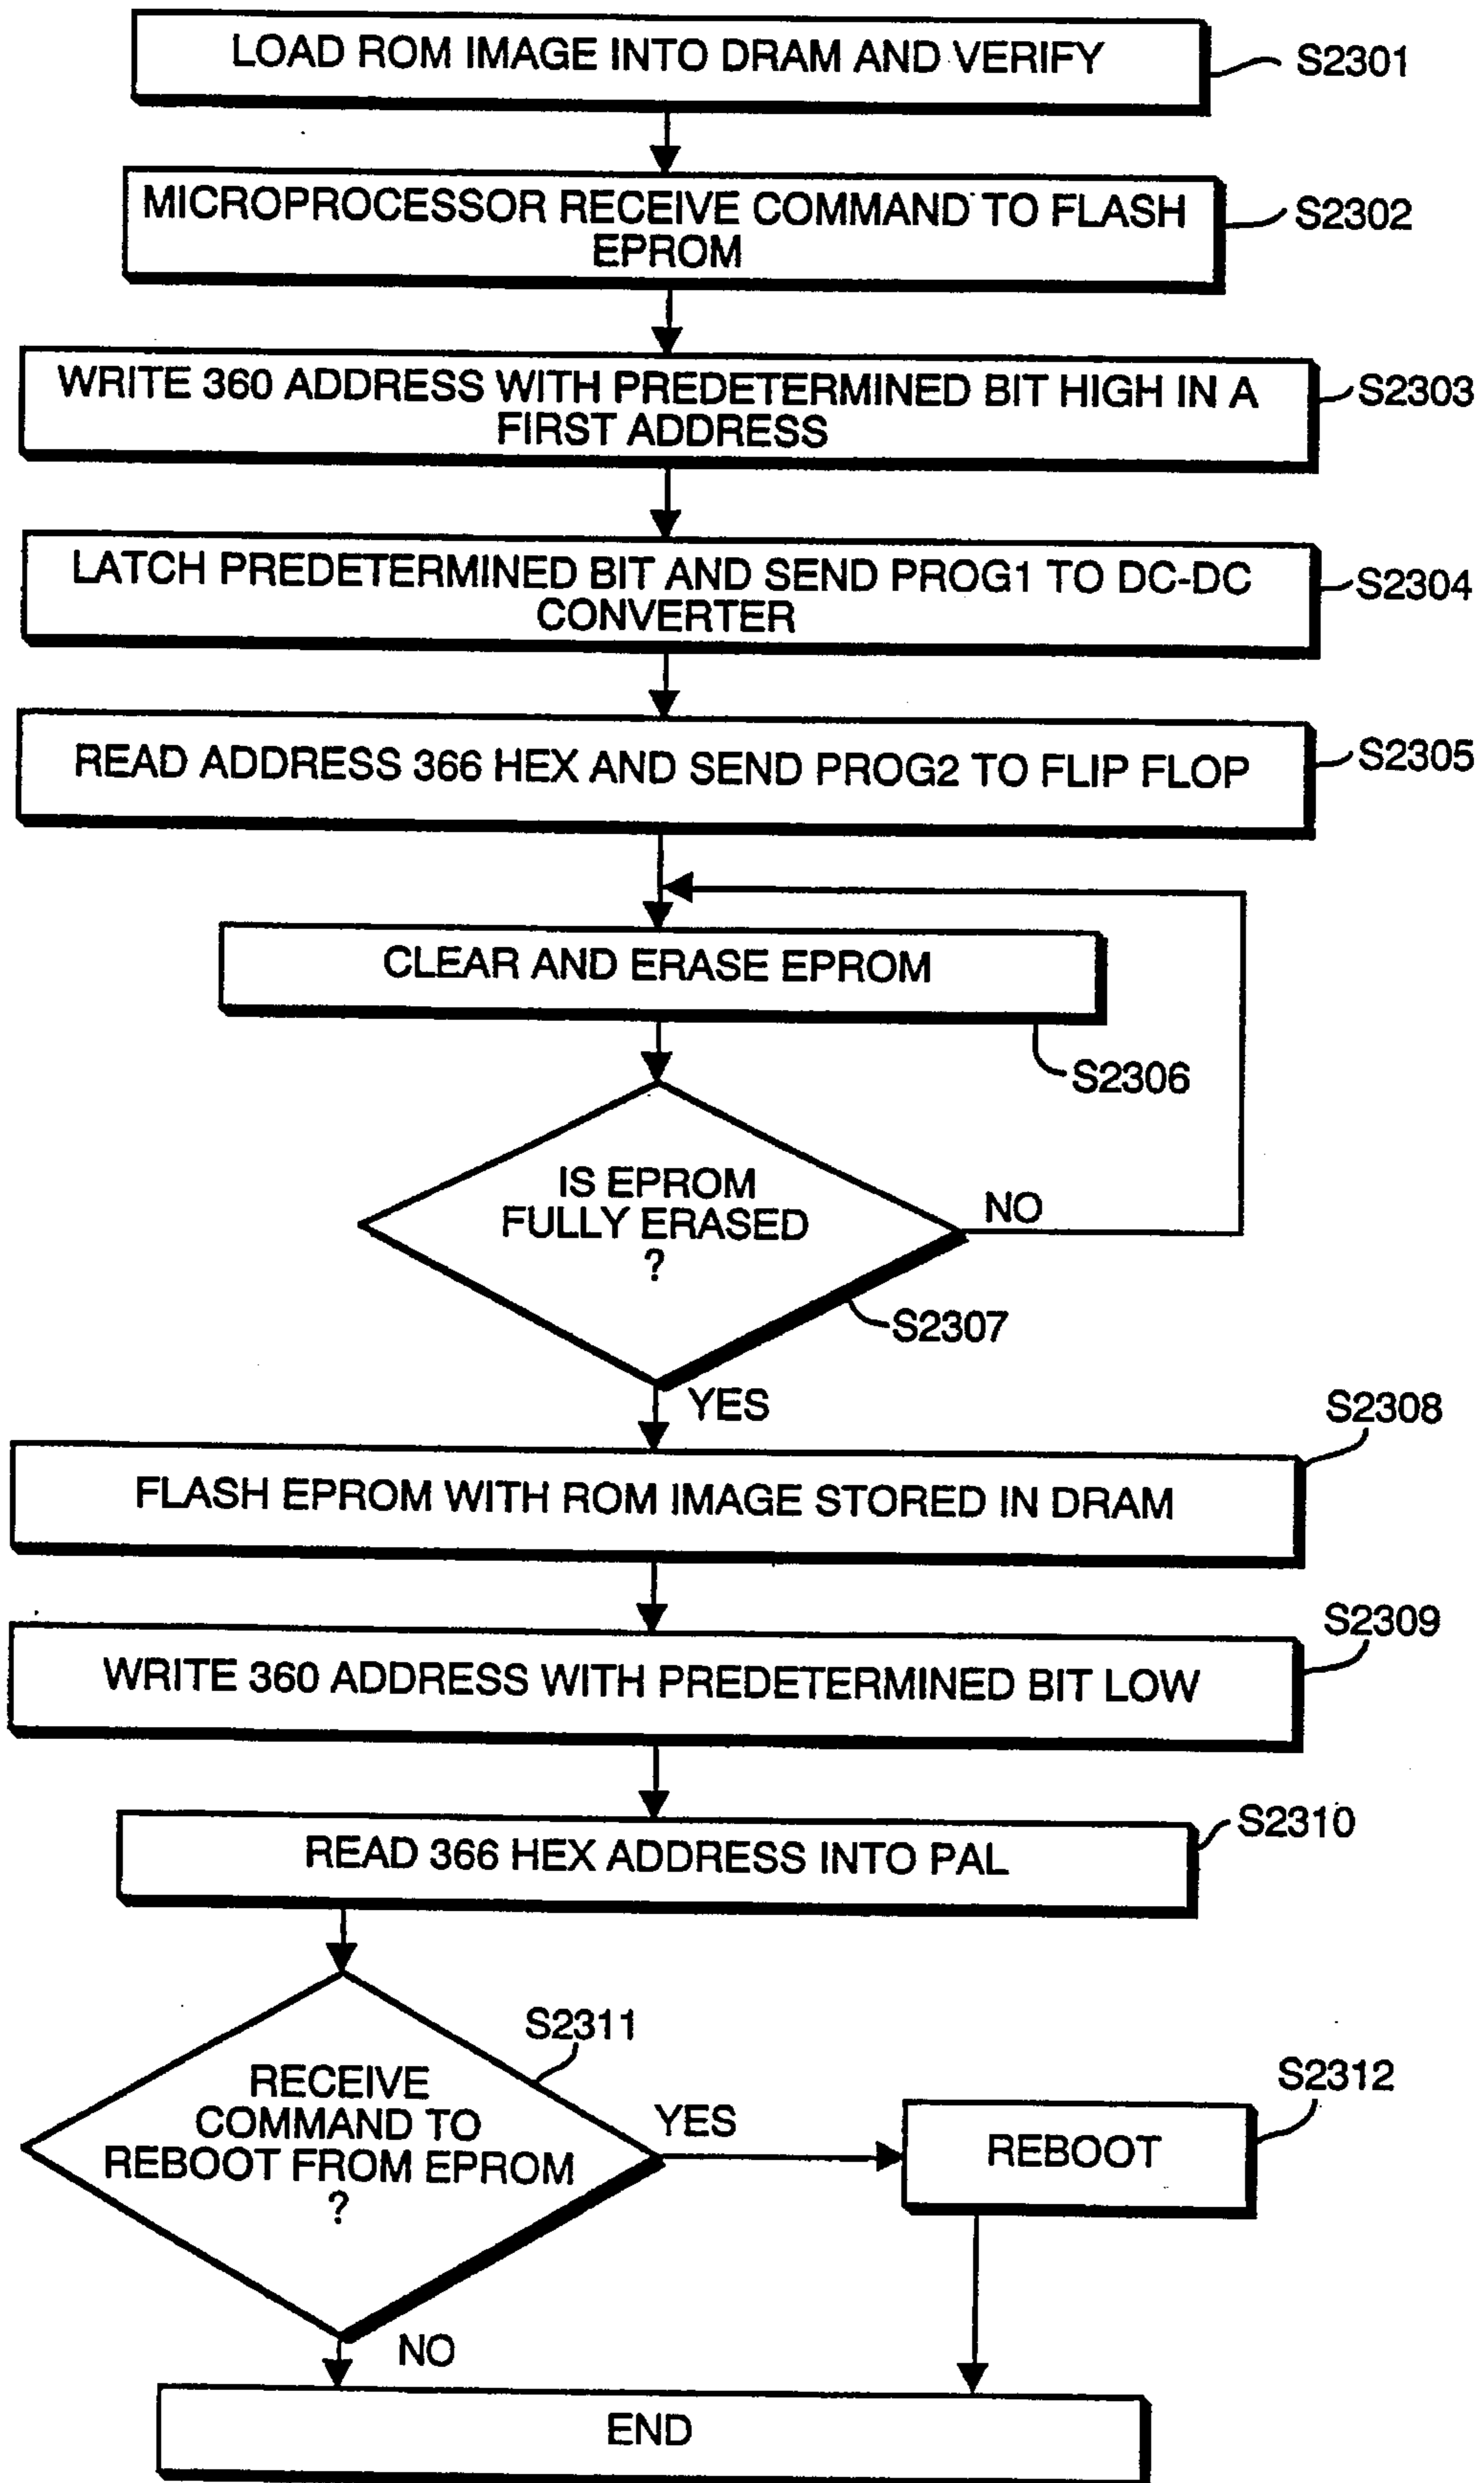 LOAD ROM IMAGE INTO DRAM AND VERIFY
S2301
MICROPROCESSOR RECEIVE COMMAND TO FLASH
EPROM
S2302
WRITE 360 ADDRESS WITH PREDETERMINED BIT HIGH IN A
FIRST ADDRESS
S2303
LATCH PREDETERMINED BIT AND SEND PROG1 TO DC-DC
CONVERTER
S2304
READ ADDRESS 366 HEX AND SEND PROG2 TO FLIP FLOP
S2305
CLEAR AND ERASE EPROM
S2306
IS EPROM
FULLY ERASED
?
NO
S2307
YES
S2308
FLASH EPROM WITH ROM IMAGE STORED IN DRAM
S2309
WRITE 360 ADDRESS WITH PREDETERMINED BIT LOW
S2310
READ 366 HEX ADDRESS INTO PAL
S2311
RECEIVE
COMMAND TO
REBOOT FROM EPROM
?
YES
S2312
REBOOT
NO
END